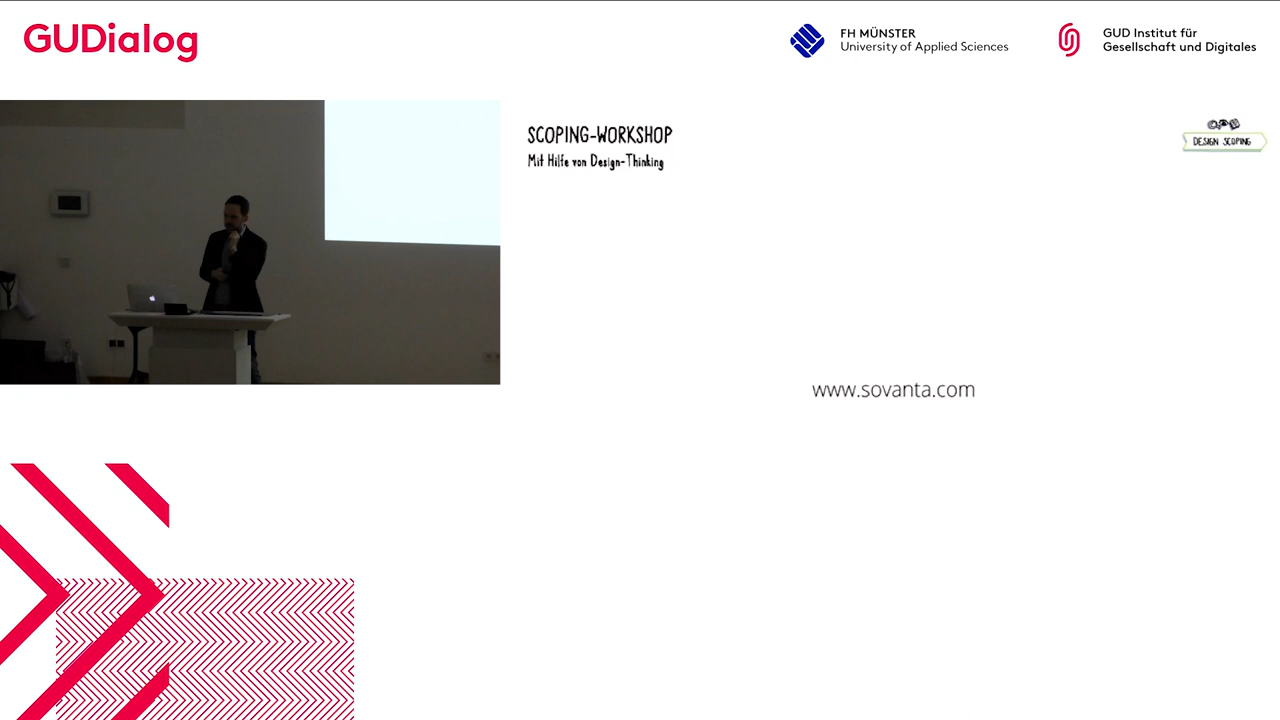 GUDialog
FH MÜNSTER
University of Applied Sciences
GUD Institut für
Gesellschaft und Digitales
SCOPING-WORKSHOP
Mit Hilfe von Design-Thinking
DESIGN SCOPING
www.sovanta.com